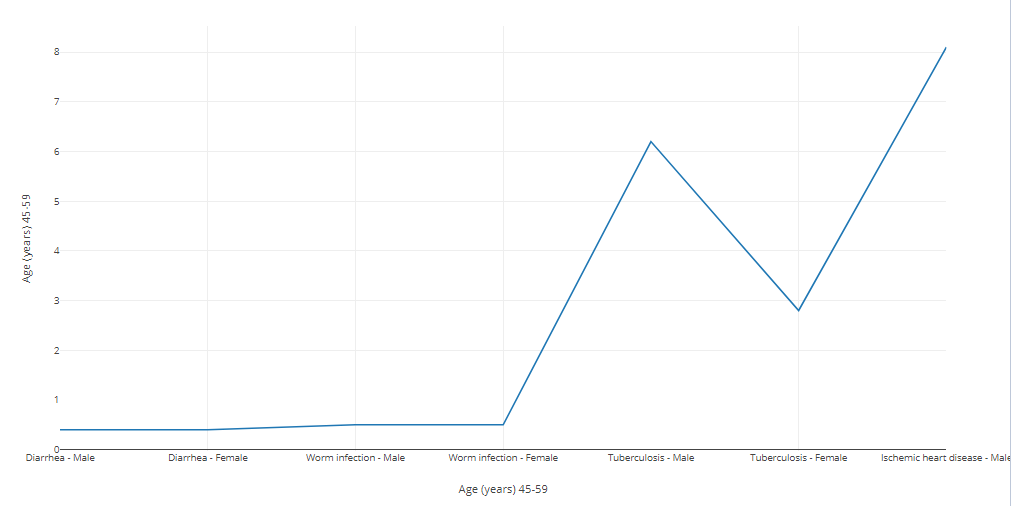 8
7
6
5
4
3
2
1
0
Age (years) 45-59
Diarrhea - Male
Diarrhea - Female
Worm infection - Male
Worm infection - Female
Tuberculosis - Male
Tuberculosis - Female
Ischemic heart disease - Male
Age (years) 45-59